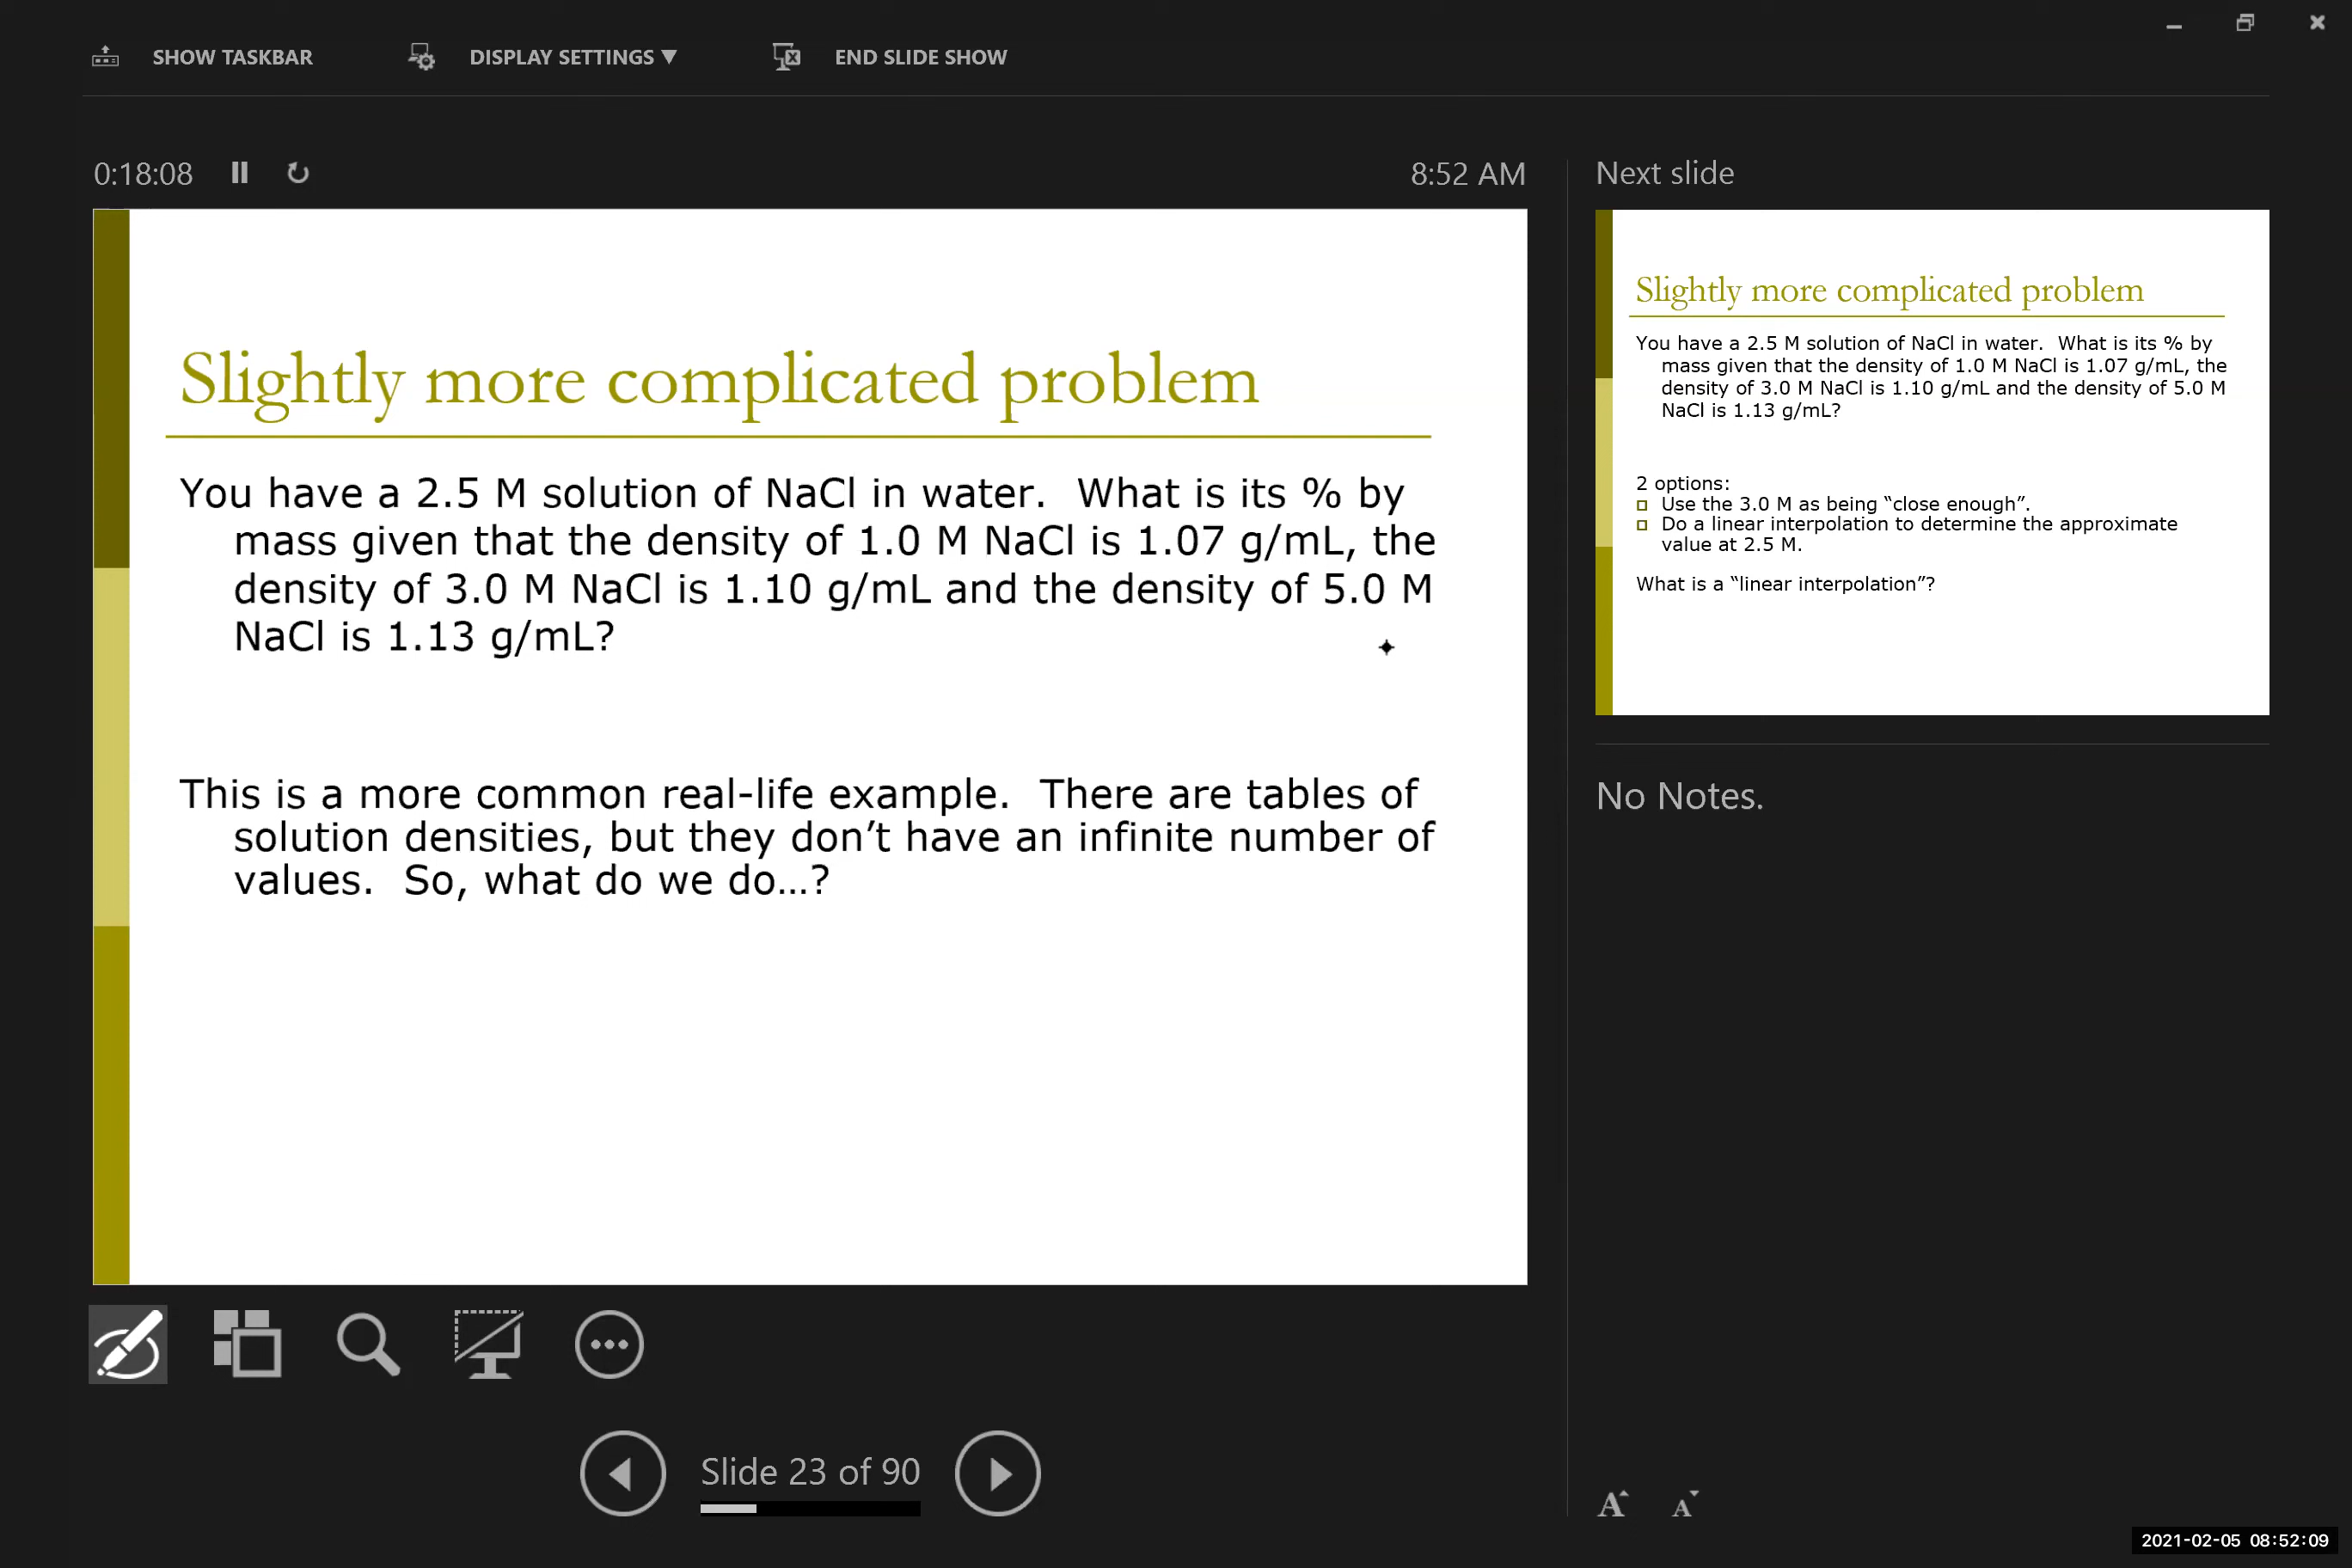 SHOW TASKBAR
DISPLAY SETTINGS ▼
END SLIDE SHOW
0:18:08
8:52 AM
Slightly more complicated problem
You have a 2.5 M solution of NaCl in water.  What is its % by
mass given that the density of 1.0 M NaCl is 1.07 g/mL, the
density of 3.0 M NaCl is 1.10 g/mL and the density of 5.0 M
NaCl is 1.13 g/mL?
This is a more common real-life example.  There are tables of
solution densities, but they don’t have an infinite number of
values.  So, what do we do…?
Slide 23 of 90
Next slide
Slightly more complicated problem
You have a 2.5 M solution of NaCl in water.  What is its % by
mass given that the density of 1.0 M NaCl is 1.07 g/mL, the
density of 3.0 M NaCl is 1.10 g/mL and the density of 5.0 M
NaCl is 1.13 g/mL?
2 options:
Use the 3.0 M as being “close enough”.
Do a linear interpolation to determine the approximate
value at 2.5 M.
What is a “linear interpolation”?
No Notes.
A A
2021-02-05 08:52:09